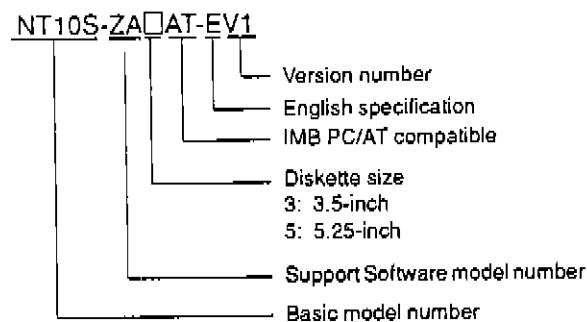 NT10S-ZA□AT-EV1
Version number
English specification
IMB PC/AT compatible
Diskette size
3: 3.5-inch
5: 5.25-inch
Support Software model number
Basic model number